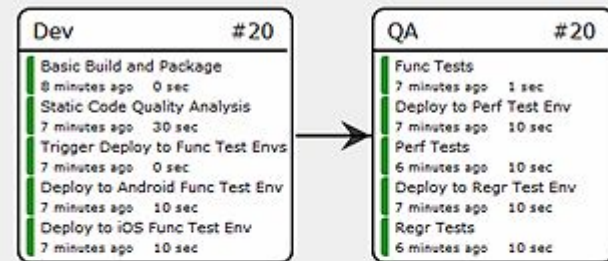 Dev #20
Basic Build and Package
8 minutes ago 0 sec
Static Code Quality Analysis
7 minutes ago 30 sec
Trigger Deploy to Func Test Envs
7 minutes ago 0 sec
Deploy to Android Func Test Env
7 minutes ago 10 sec
Deploy to iOS Func Test Env
7 minutes ago 10 sec
QA #20
Func Tests
7 minutes ago 1 sec
Deploy to Perf Test Env
7 minutes ago 10 sec
Perf Tests
6 minutes ago 10 sec
Deploy to Regr Test Env
7 minutes ago 10 sec
Regr Tests
6 minutes ago 10 sec